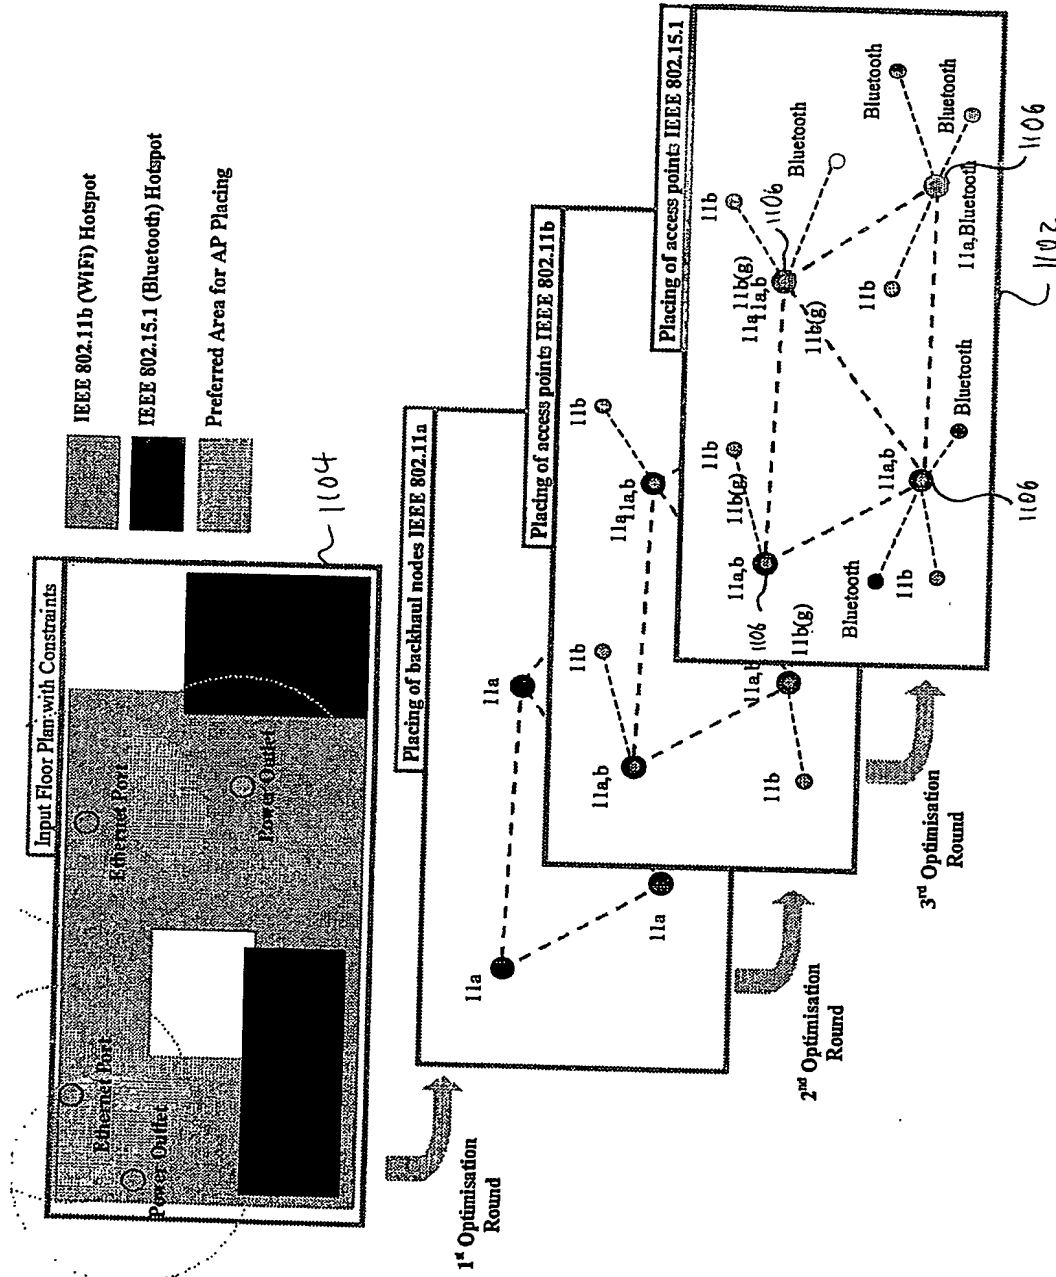 Input Floor Plan with Constraints
Ethernet Port
Power Outlet
Ethernet Port
Power Outlet
1104
IEEE 802.11b (WiFi) Hotspot
IEEE 802.15.1 (Bluetooth) Hotspot
Preferred Area for AP Placing
1st Optimisation
Round
Placing of backhaul nodes IEEE 802.11a
11a
11a
11a
2nd Optimisation
Round
Placing of access points IEEE 802.11b
11b
11b
11a,b
11a
11a,b
11a,b
11b(g)
11b
3rd Optimisation
Round
Placing of access points IEEE 802.15.1
11b
11b(g)
11a,b
1106
11b
11b(g)
11a
11a,b
1106
11b(g)
Bluetooth
Bluetooth
Bluetooth
11b
11a,Bluetooth
1106
Bluetooth
11b
11a,b
Bluetooth
1106
1102